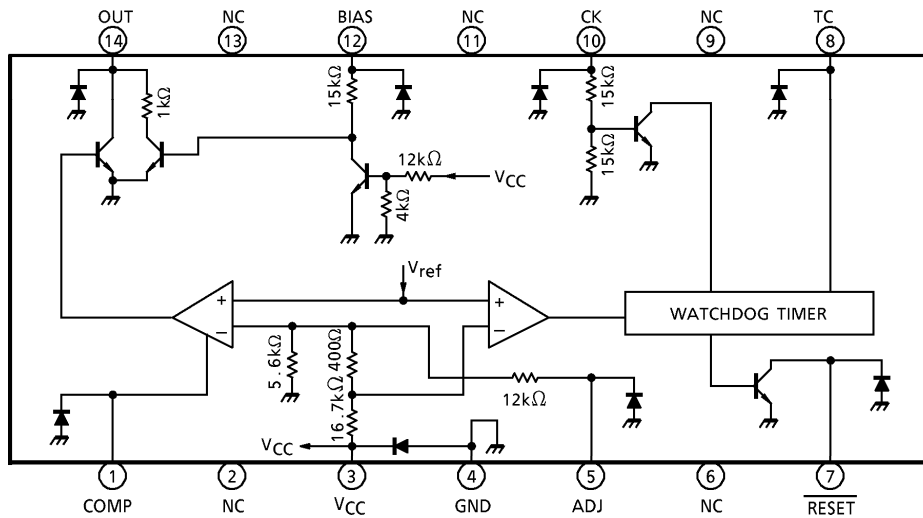 OUT NC BIAS NC CK NC TC
14 13 12 11 10 9 8
15kΩ 15kΩ
1kΩ
12kΩ
VCC
15kΩ
4kΩ
Vref
+ +
WATCHDOG TIMER
− −
5.6kΩ 400Ω
16.7kΩ 12kΩ
VCC
1 2 3 4 5 6 7
COMP NC VCC GND ADJ NC RESET